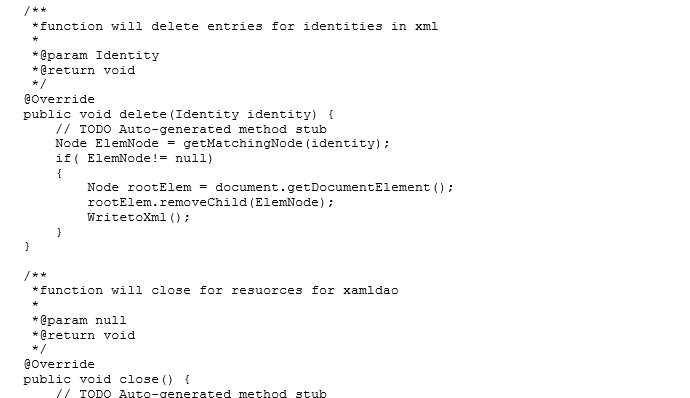 /**
 *function will delete entries for identities in xml
 *
 *@param Identity
 *@return void
 */
@Override
public void delete(Identity identity) {
    // TODO Auto-generated method stub
    Node ElemNode = getMatchingNode(identity);
    if( ElemNode!= null)
    {
        Node rootElem = document.getDocumentElement();
        rootElem.removeChild(ElemNode);
        WritetoXml();
    }
}

/**
 *function will close for resuorces for xamldao
 *
 *@param null
 *@return void
 */
@Override
public void close() {
    // TODO Auto-generated method stub